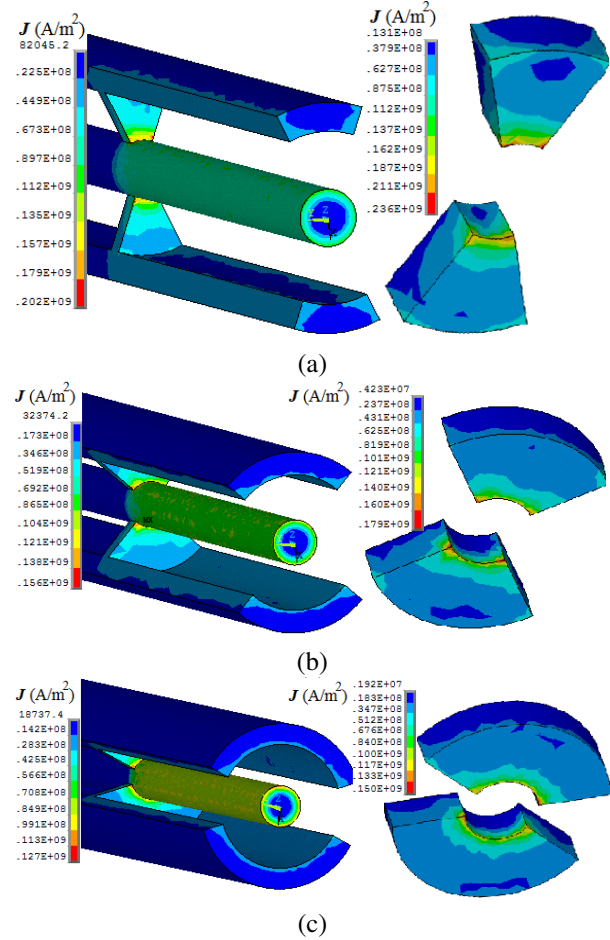 J (A/m²)
82045.2
.225E+08
.449E+08
.673E+08
.897E+08
.112E+09
.135E+09
.157E+09
.179E+09
.202E+09
J (A/m²)
.131E+08
.379E+08
.627E+08
.875E+08
.112E+09
.137E+09
.162E+09
.187E+09
.211E+09
.236E+09
Z
(a)
J (A/m²)
32374.2
.173E+08
.346E+08
.519E+08
.692E+08
.865E+08
.104E+09
.121E+09
.138E+09
.156E+09
MX
Z
J (A/m²)
.423E+07
.237E+08
.431E+08
.625E+08
.819E+08
.101E+09
.121E+09
.140E+09
.160E+09
.179E+09
(b)
J (A/m²)
18737.4
.142E+08
.283E+08
.425E+08
.566E+08
.708E+08
.849E+08
.991E+08
.113E+09
.127E+09
J (A/m²)
.192E+07
.183E+08
.347E+08
.512E+08
.676E+08
.840E+08
.100E+09
.117E+09
.133E+09
.150E+09
(c)